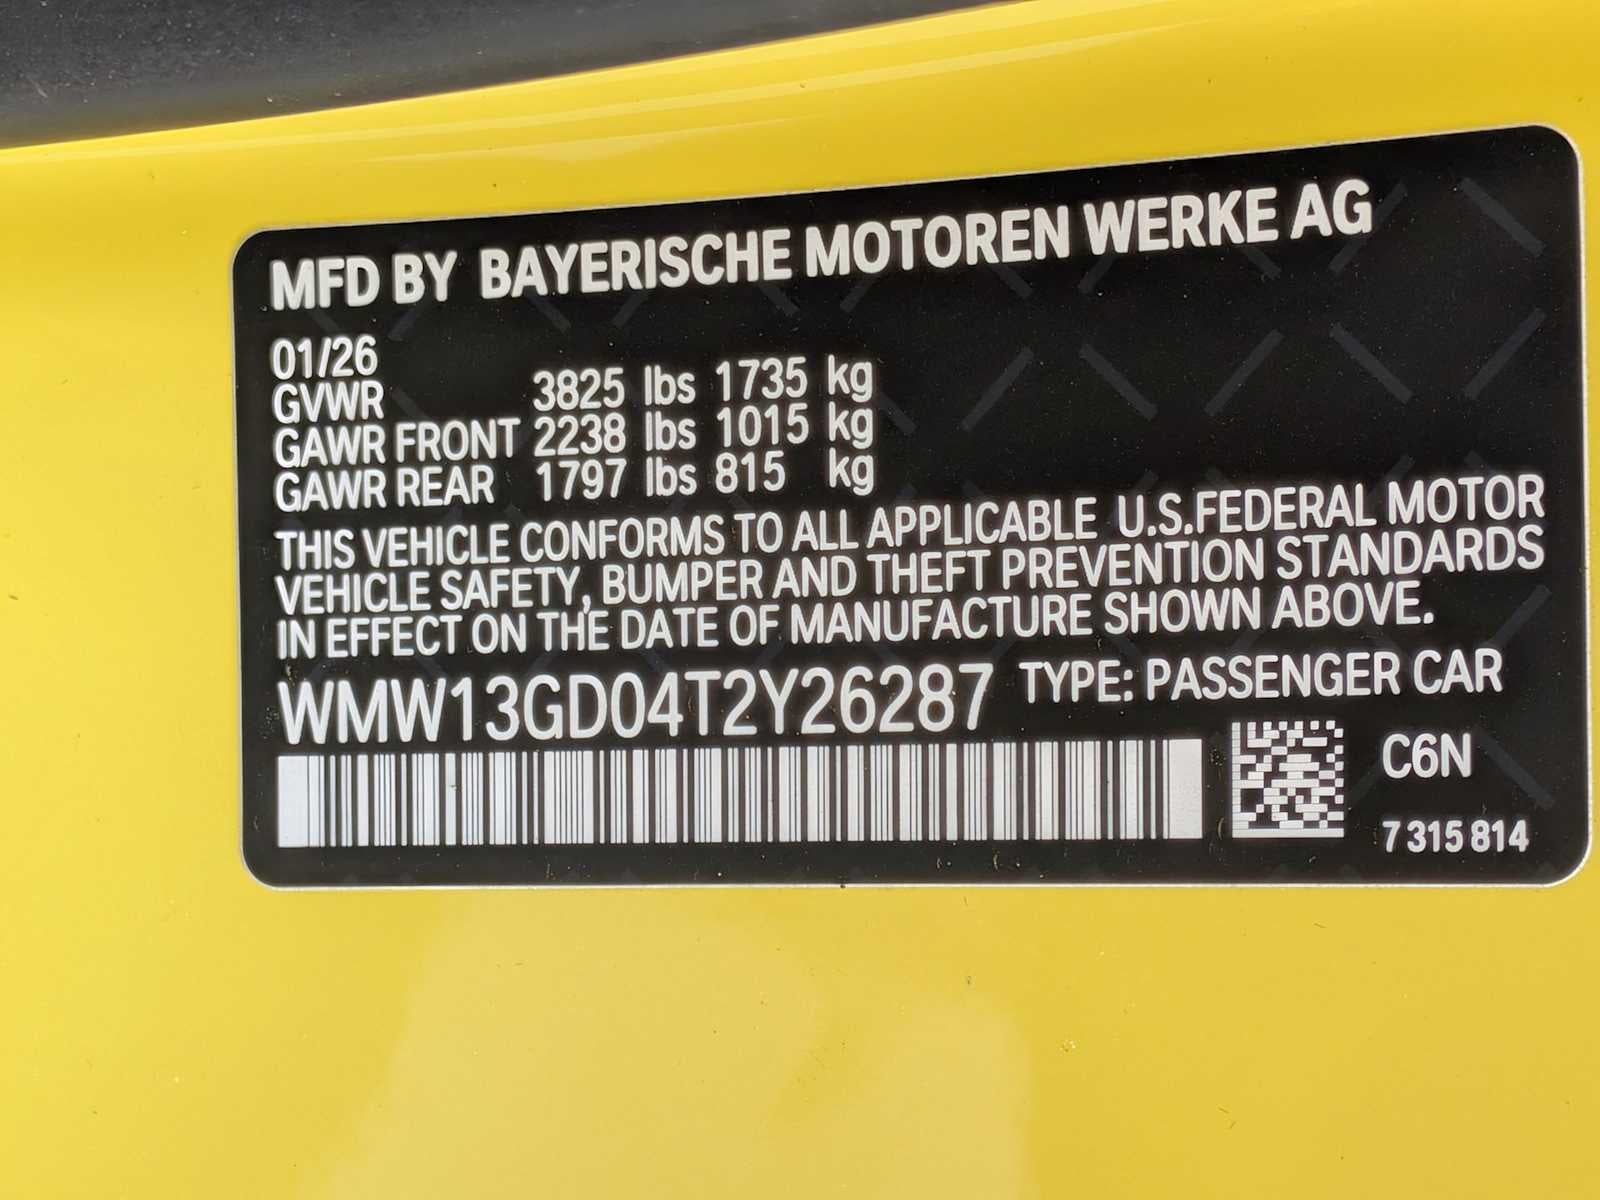 MFD BY BAYERISCHE MOTOREN WERKE AG
01/26
GVWR 3825 lbs 1735 kg
GAWR FRONT 2238 lbs 1015 kg
GAWR REAR 1797 lbs 815 kg
THIS VEHICLE CONFORMS TO ALL APPLICABLE U.S.FEDERAL MOTOR
VEHICLE SAFETY, BUMPER AND THEFT PREVENTION STANDARDS
IN EFFECT ON THE DATE OF MANUFACTURE SHOWN ABOVE.
WMW13GD04T2Y26287 TYPE: PASSENGER CAR
C6N
7 315 814